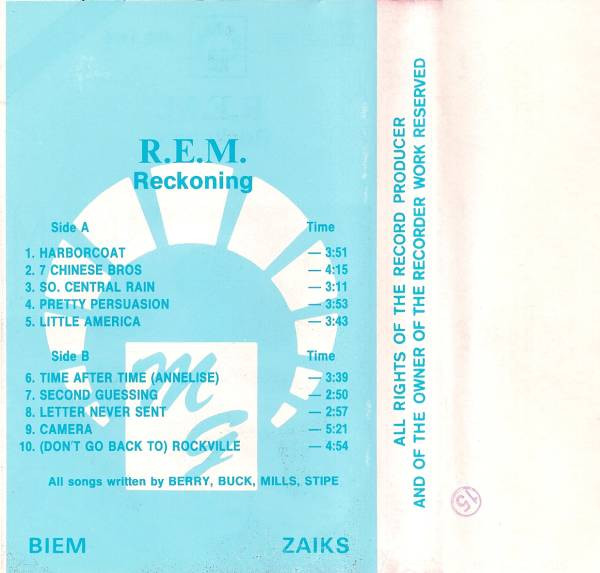 R.E.M.
Reckoning
Side A Time
1. HARBORCOAT — 3:51
2. 7 CHINESE BROS — 4:15
3. SO. CENTRAL RAIN — 3:11
4. PRETTY PERSUASION — 3:53
5. LITTLE AMERICA — 3:43
Side B Time
6. TIME AFTER TIME (ANNELISE) — 3:39
7. SECOND GUESSING — 2:50
8. LETTER NEVER SENT — 2:57
9. CAMERA — 5:21
10. (DON'T GO BACK TO) ROCKVILLE — 4:54
MG
All songs written by BERRY, BUCK, MILLS, STIPE
BIEM ZAIKS
ALL RIGHTS OF THE RECORD PRODUCER
AND OF THE OWNER OF THE RECORDER WORK RESERVED
15